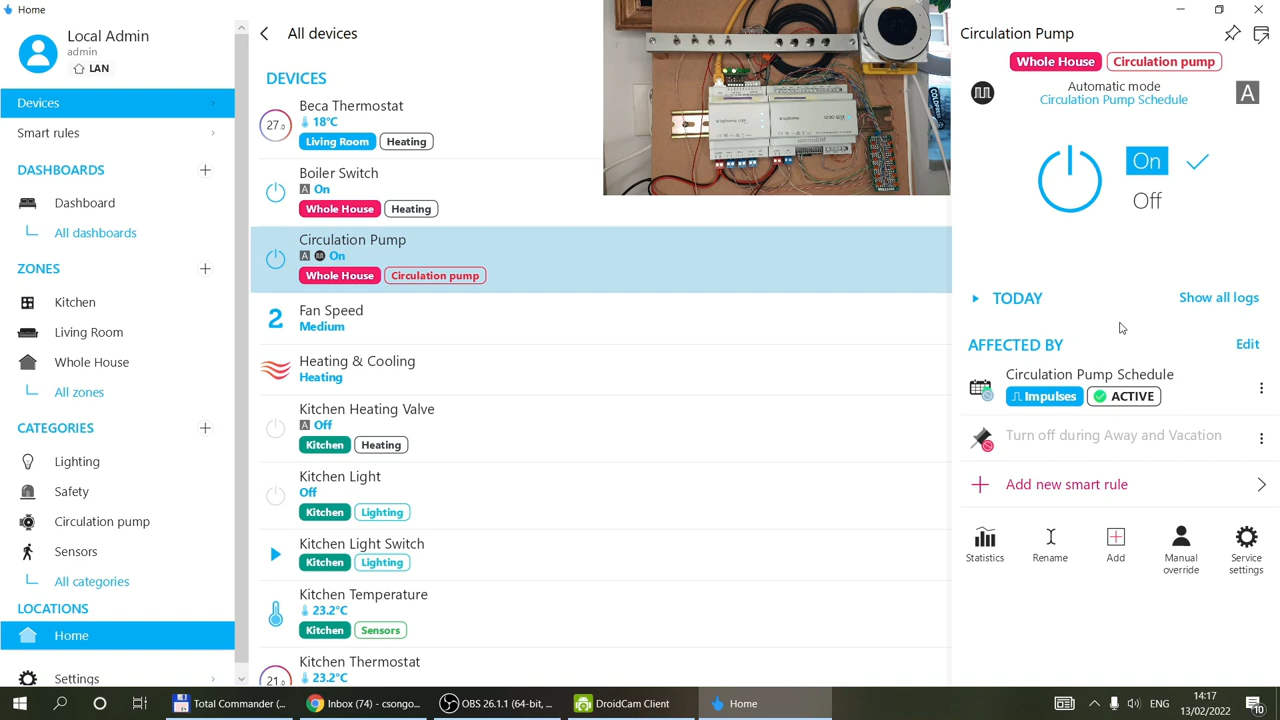 Home
Local Admin
admin
LAN
Devices
Smart rules
DASHBOARDS
Dashboard
All dashboards
ZONES
Kitchen
Living Room
Whole House
All zones
CATEGORIES
Lighting
Safety
Circulation pump
Sensors
All categories
LOCATIONS
Home
Settings
All devices
DEVICES
27.0
Beca Thermostat
18°C
Living Room Heating
Boiler Switch
A On
Whole House Heating
Circulation Pump
A On
Whole House Circulation pump
2
Fan Speed
Medium
Heating & Cooling
Heating
Kitchen Heating Valve
A Off
Kitchen Heating
Kitchen Light
Off
Kitchen Lighting
Kitchen Light Switch
Kitchen Lighting
Kitchen Temperature
23.2°C
Kitchen Sensors
21.0
Kitchen Thermostat
23.2°C
Circulation Pump
Whole House Circulation pump
Automatic mode
Circulation Pump Schedule
A
On
Off
TODAY Show all logs
AFFECTED BY Edit
Circulation Pump Schedule
Impulses ACTIVE
Turn off during Away and Vacation
Add new smart rule
Statistics
Rename
Add
Manual override
Service settings
Total Commander (...
Inbox (74) - csongo...
OBS 26.1.1 (64-bit, ...
DroidCam Client
Home
ENG
14:17
13/02/2022
10